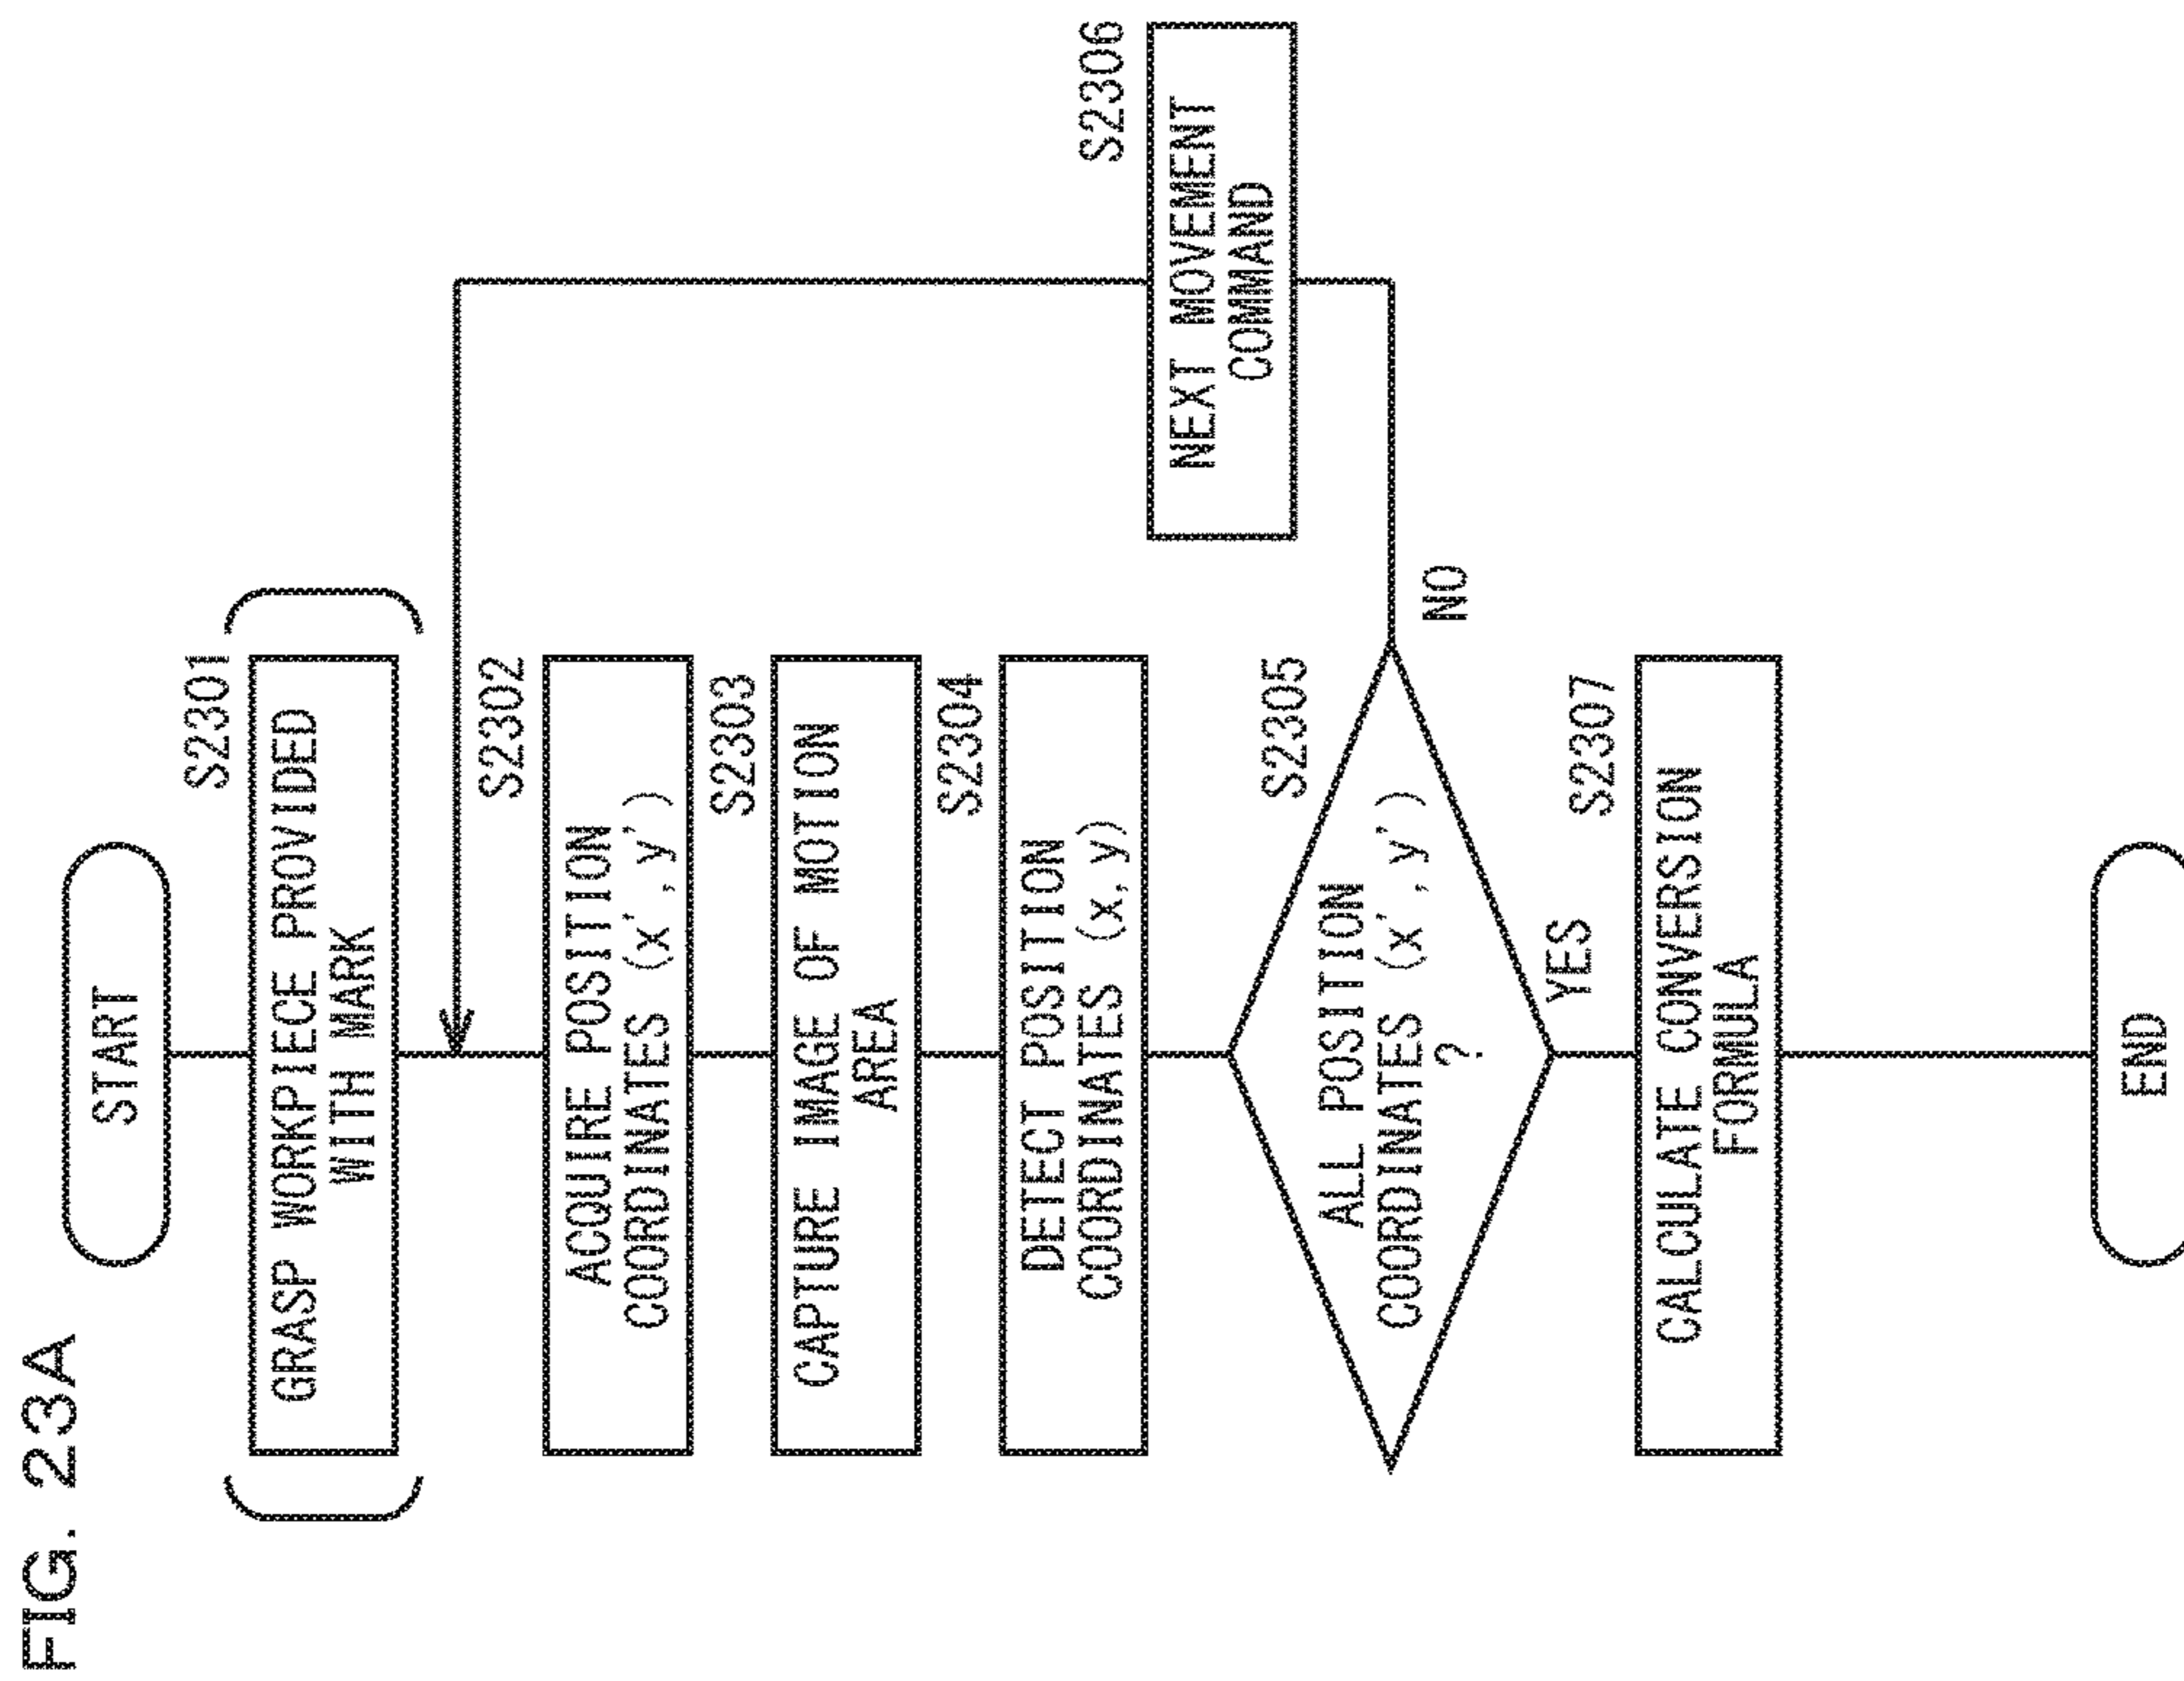 FIG. 23A
START
S2301
GRASP WORKPIECE PROVIDED
WITH MARK
S2302
ACQUIRE POSITION
COORDINATES (x', y')
S2303
CAPTURE IMAGE OF MOTION
AREA
S2304
DETECT POSITION
COORDINATES (x, y)
S2305
ALL POSITION
COORDINATES (x', y')
?
NO
S2306
NEXT MOVEMENT
COMMAND
YES
S2307
CALCULATE CONVERSION
FORMULA
END